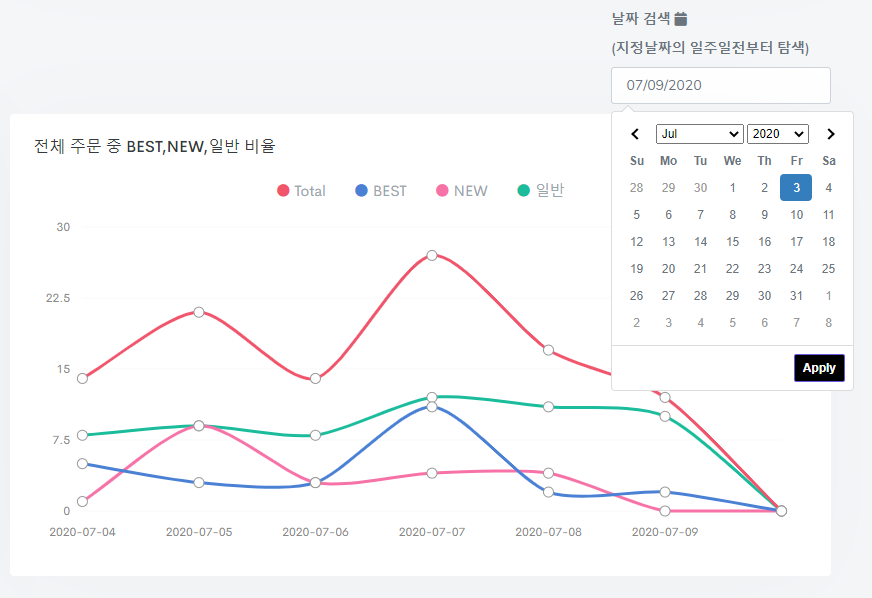 날짜 검색
(지정날짜의 일주일전부터 탐색)
07/09/2020
Jul 2020
Su Mo Tu We Th Fr Sa
28 29 30 1 2 3 4
5 6 7 8 9 10 11
12 13 14 15 16 17 18
19 20 21 22 23 24 25
26 27 28 29 30 31 1
2 3 4 5 6 7 8
Apply
전체 주문 중 BEST,NEW,일반 비율
Total BEST NEW 일반
30
22.5
15
7.5
0
2020-07-04 2020-07-05 2020-07-06 2020-07-07 2020-07-08 2020-07-09